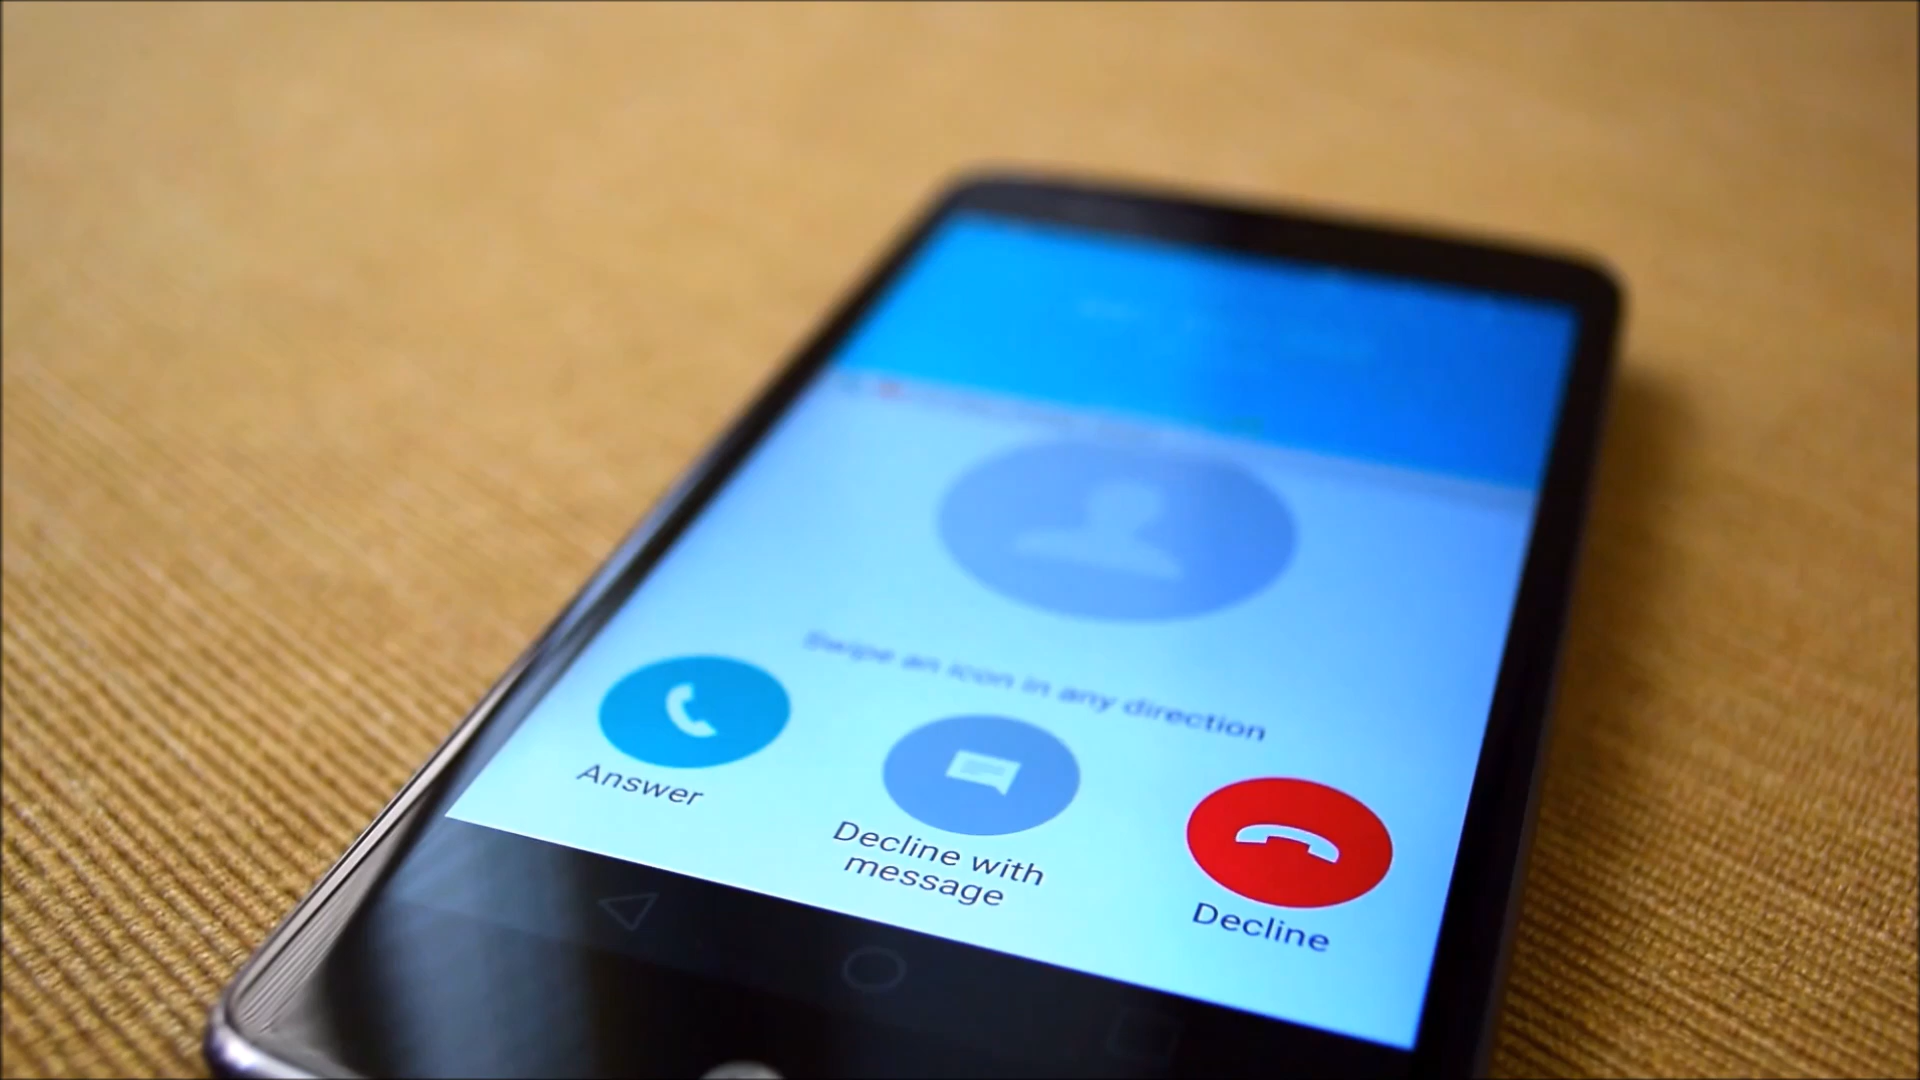 Swipe an icon in any direction
Answer
Decline with
message
Decline